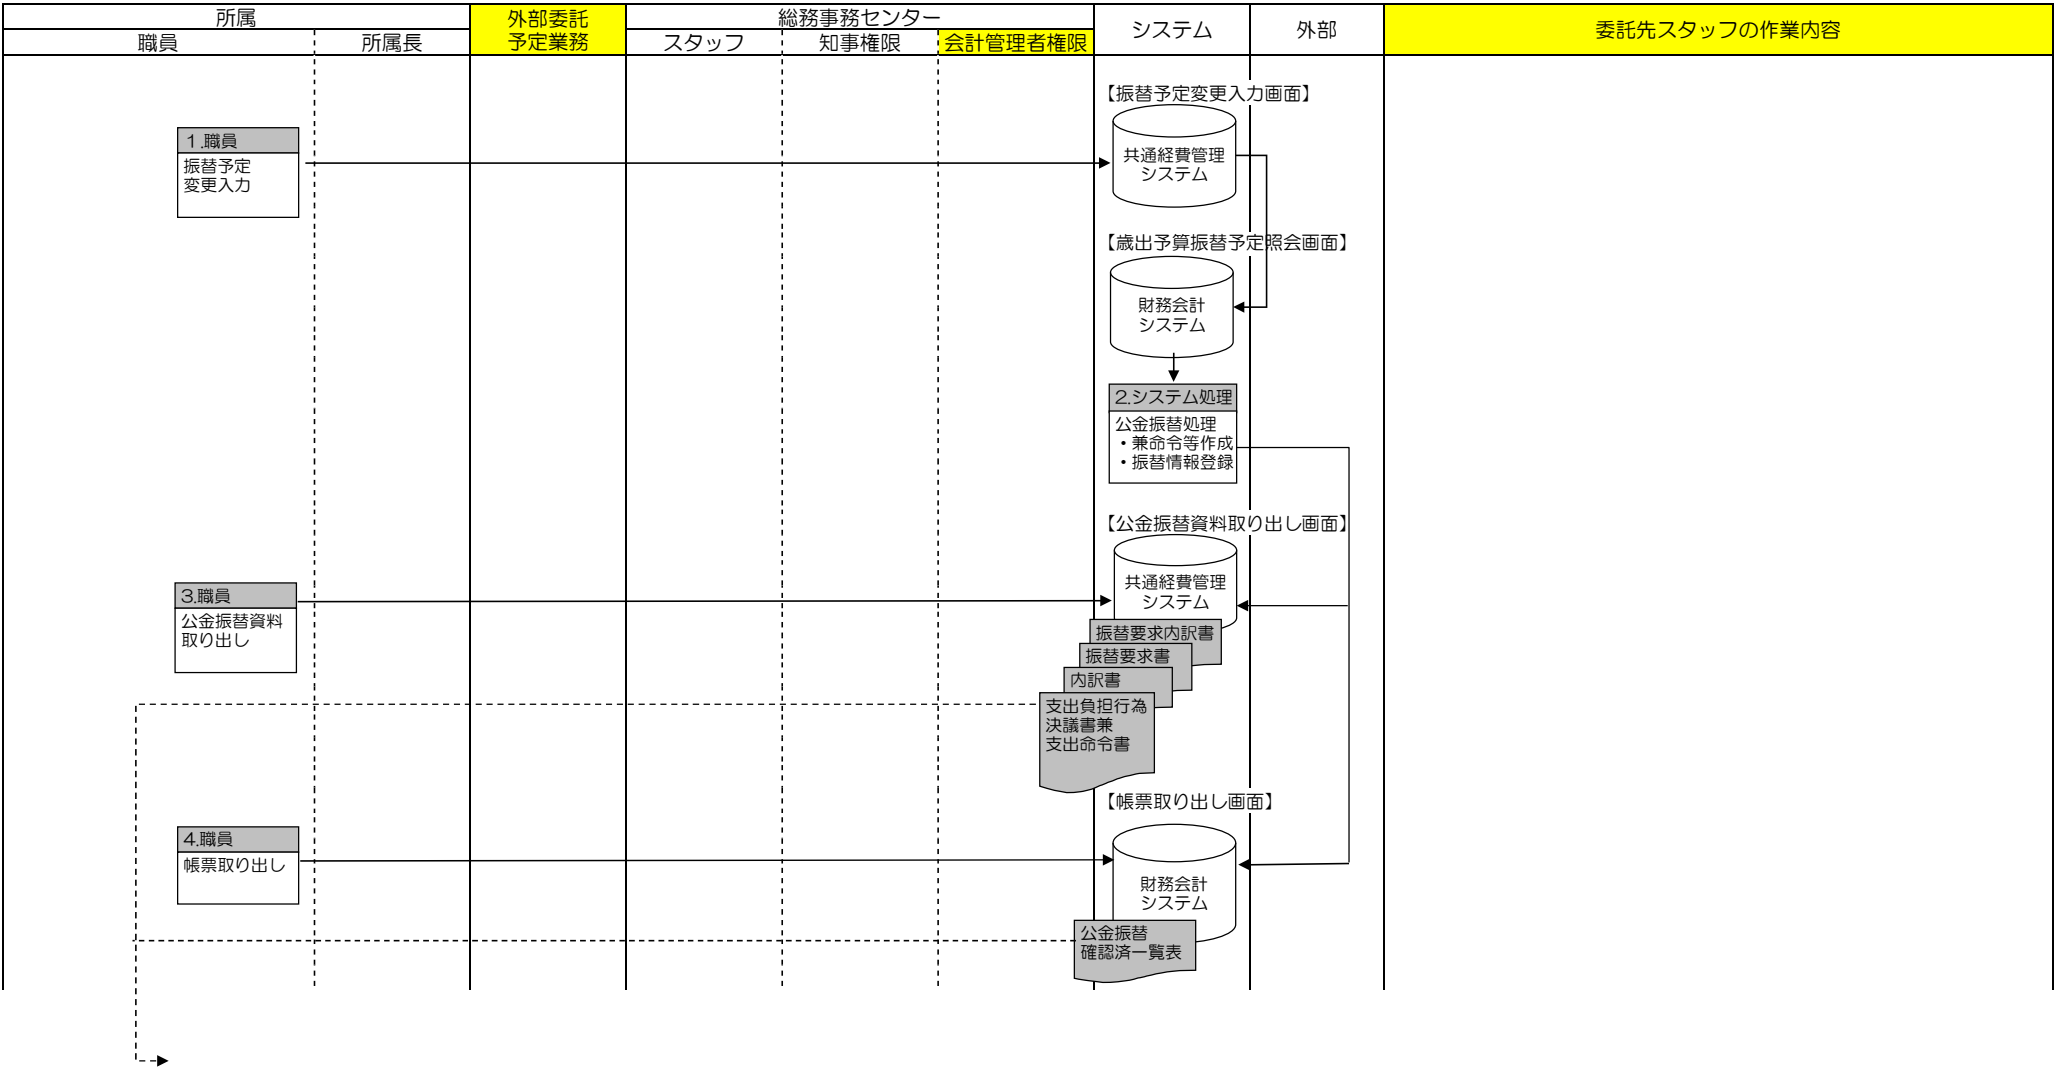 所属
外部委託
予定業務
総務事務センター
システム
外部
委託先スタッフの作業内容
職員
所属長
スタッフ
知事権限
会計管理者権限
【振替予定変更入力画面】
1.職員
振替予定
変更入力
共通経費管理
システム
【歳出予算振替予定照会画面】
財務会計
システム
2.システム処理
公金振替処理
・兼命令等作成
・振替情報登録
【公金振替資料取り出し画面】
3.職員
公金振替資料
取り出し
共通経費管理
システム
振替要求内訳書
振替要求書
内訳書
支出負担行為
決議書兼
支出命令書
【帳票取り出し画面】
4.職員
帳票取り出し
財務会計
システム
公金振替
確認済一覧表